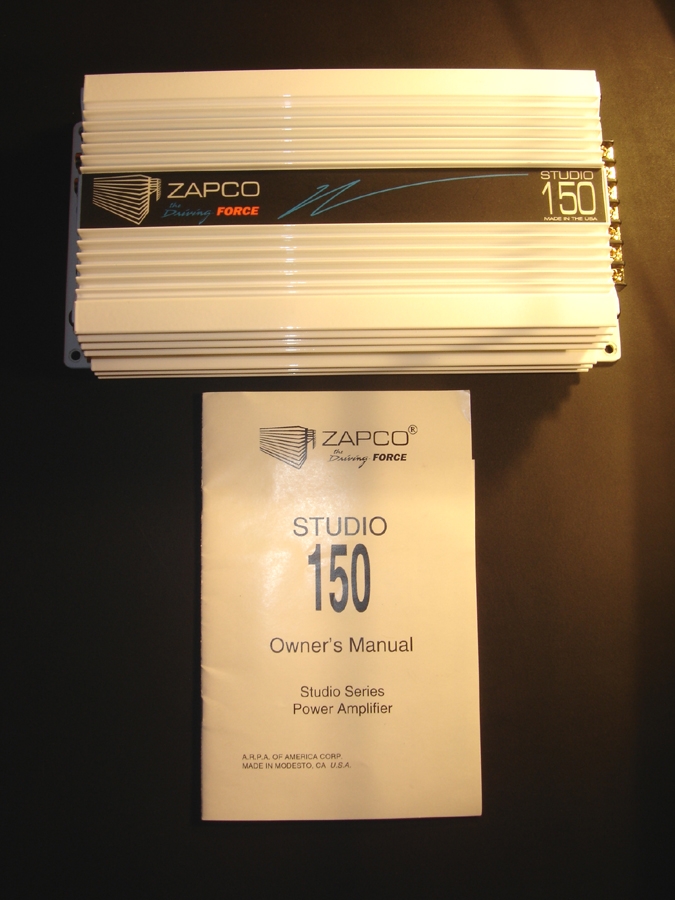 ZAPCO
the Driving FORCE
STUDIO
150
MADE IN THE USA
ZAPCO®
the Driving FORCE
STUDIO
150
Owner's Manual
Studio Series
Power Amplifier
A.R.P.A. OF AMERICA CORP.
MADE IN MODESTO, CA U.S.A.